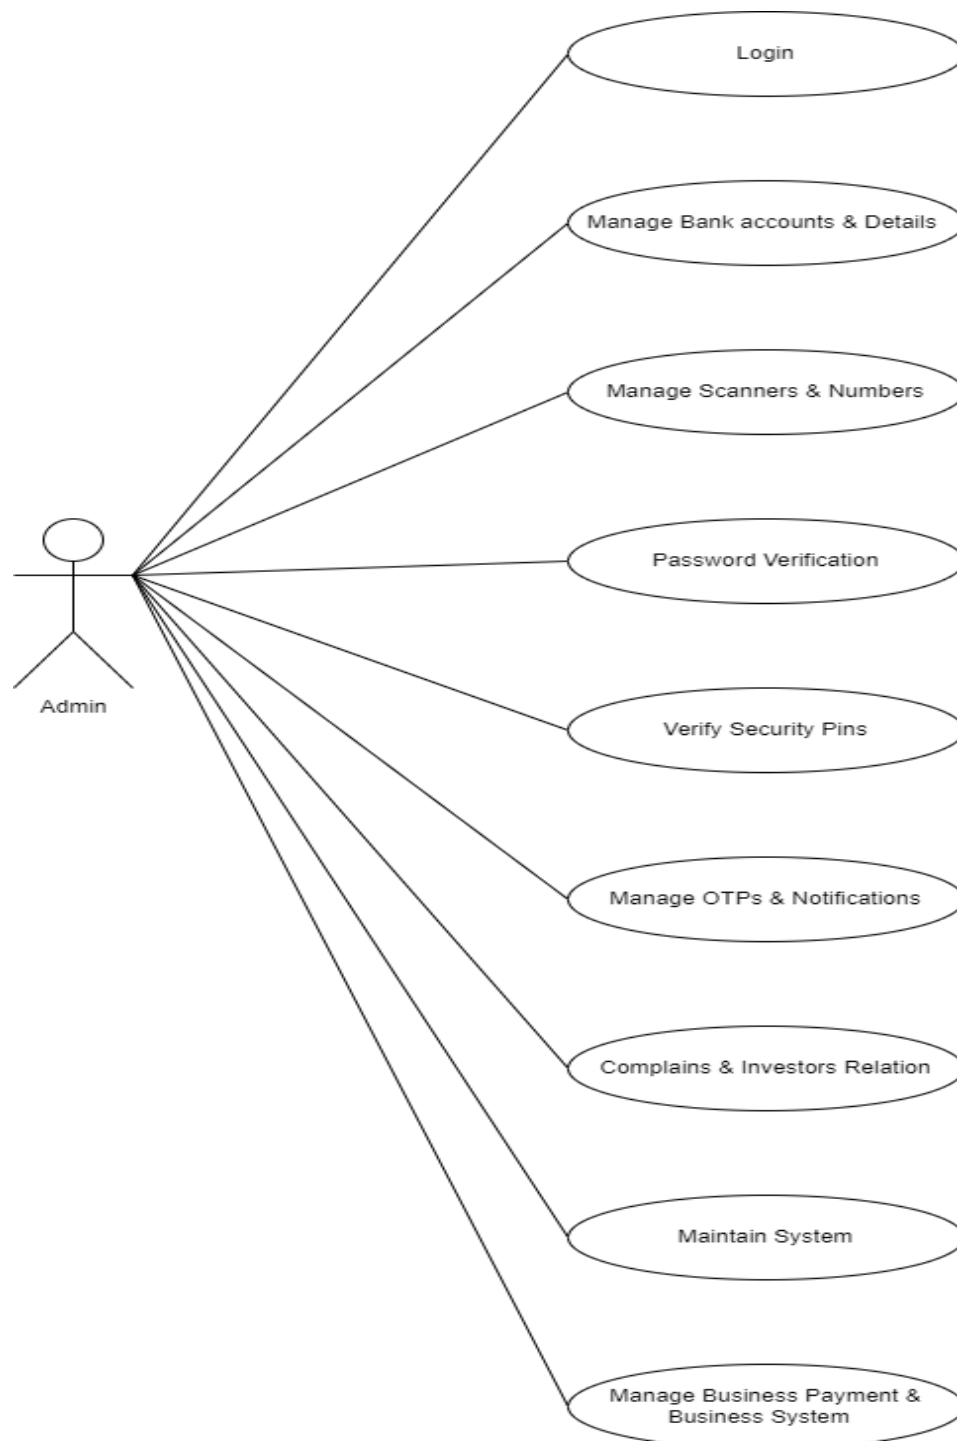 Login
Manage Bank accounts & Details
Manage Scanners & Numbers
Password Verification
Admin
Verify Security Pins
Manage OTPs & Notifications
Complains & Investors Relation
Maintain System
Manage Business Payment &
Business System